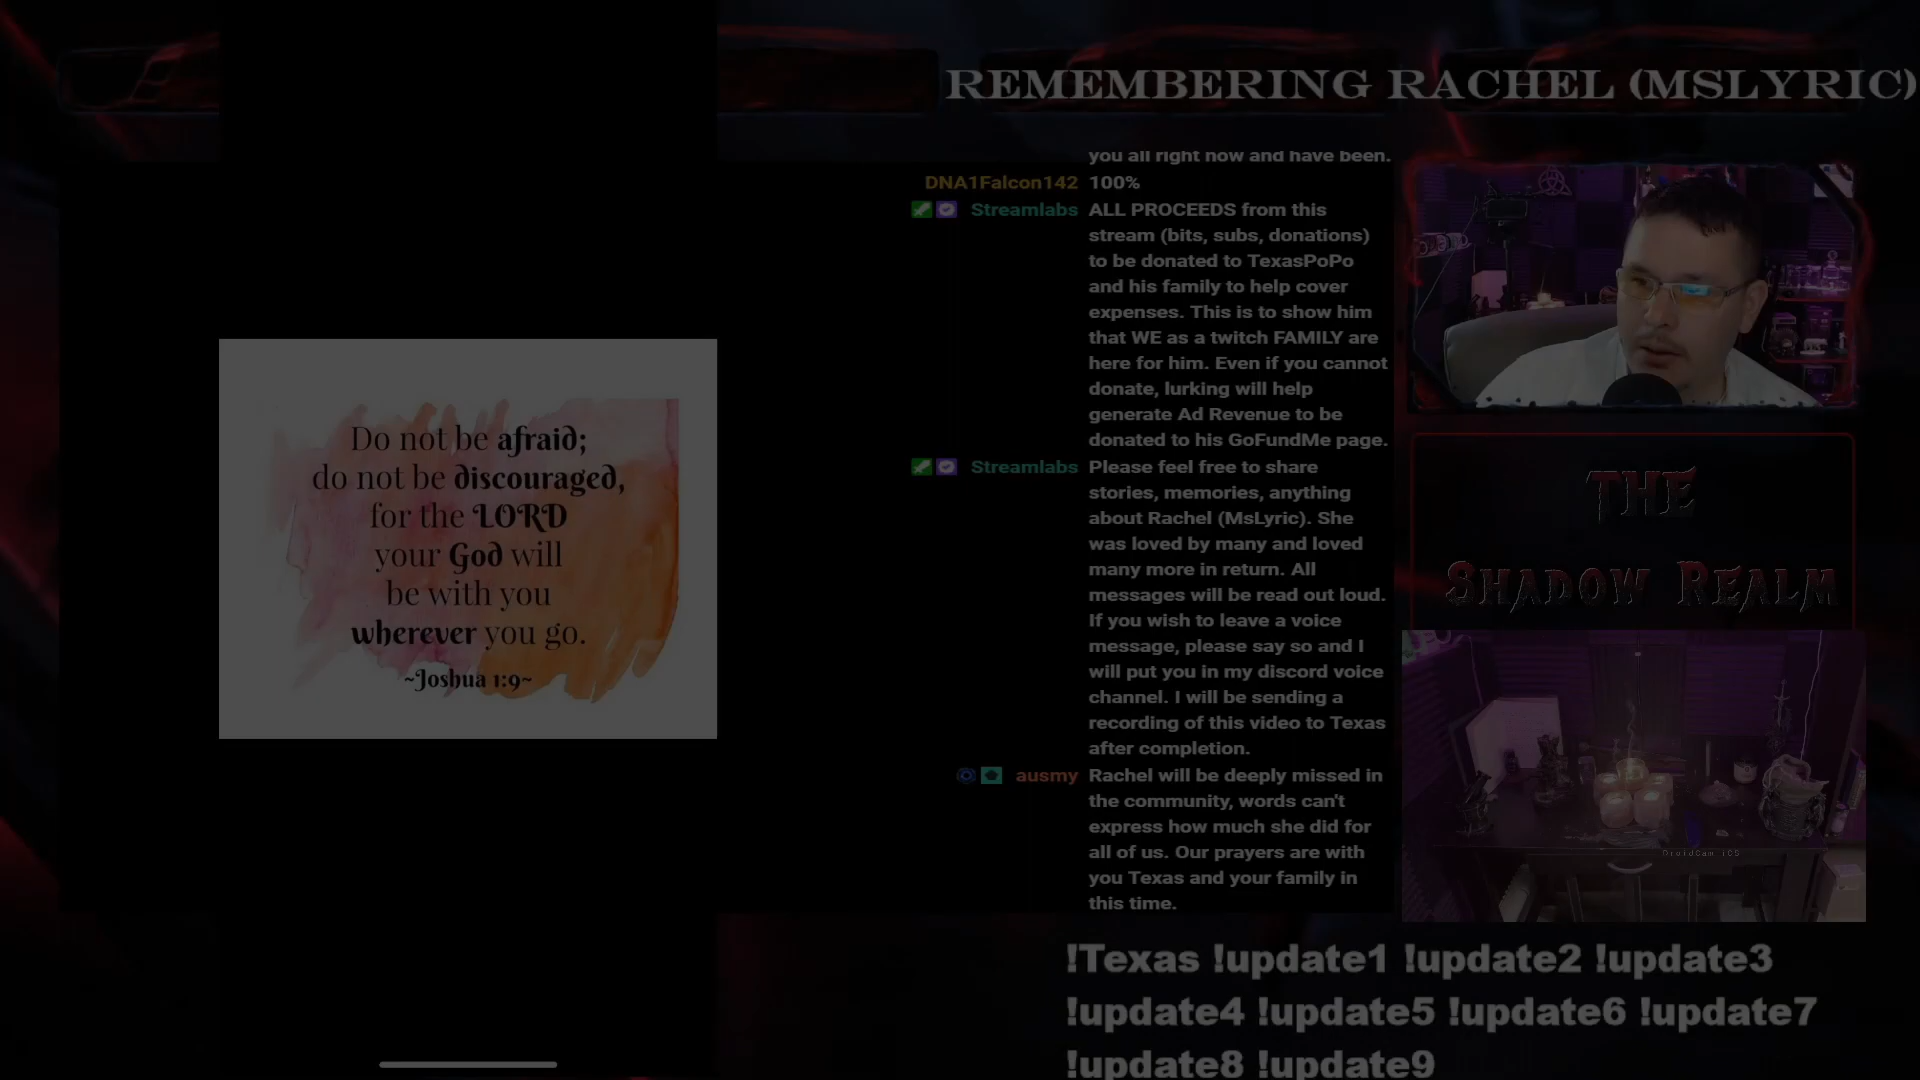 REMEMBERING RACHEL (MSLYRIC)
Do not be afraid;
do not be discouraged,
for the LORD
your God will
be with you
wherever you go.
~Joshua 1:9~
you all right now and have been.
DNA1Falcon142 100%
Streamlabs ALL PROCEEDS from this
stream (bits, subs, donations)
to be donated to TexasPoPo
and his family to help cover
expenses. This is to show him
that WE as a twitch FAMILY are
here for him. Even if you cannot
donate, lurking will help
generate Ad Revenue to be
donated to his GoFundMe page.
Streamlabs Please feel free to share
stories, memories, anything
about Rachel (MsLyric). She
was loved by many and loved
many more in return. All
messages will be read out loud.
If you wish to leave a voice
message, please say so and I
will put you in my discord voice
channel. I will be sending a
recording of this video to Texas
after completion.
ausmy Rachel will be deeply missed in
the community, words can't
express how much she did for
all of us. Our prayers are with
you Texas and your family in
this time.
THE
SHADOW REALM
DroidCam iOS
!Texas !update1 !update2 !update3
!update4 !update5 !update6 !update7
!update8 !update9